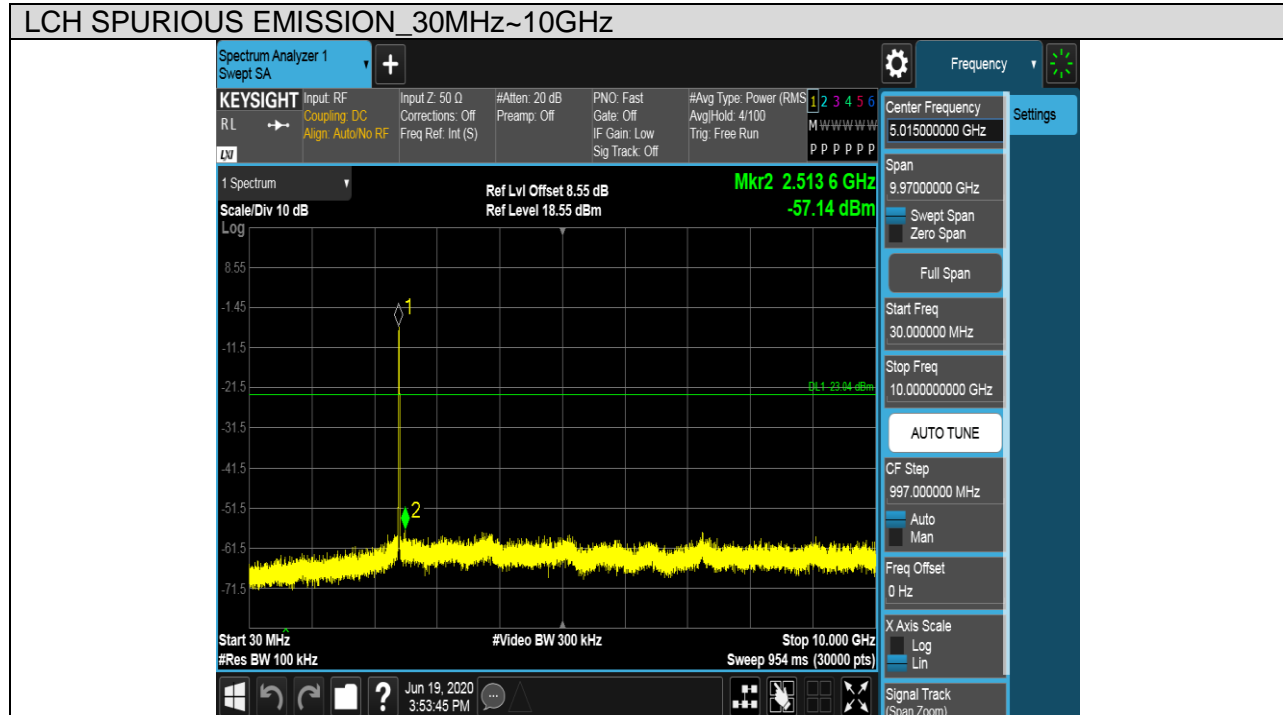 LCH SPURIOUS EMISSION_30MHz~10GHz
Spectrum Analyzer 1
Swept SA
+
Frequency
KEYSIGHT
RL
LXI
Input: RF
Coupling: DC
Align: Auto/No RF
Input Z: 50 Ω
Corrections: Off
Freq Ref: Int (S)
#Atten: 20 dB
Preamp: Off
PNO: Fast
Gate: Off
IF Gain: Low
Sig Track: Off
#Avg Type: Power (RMS
Avg|Hold: 4/100
Trig: Free Run
1 2 3 4 5 6
M W W W W W
P P P P P P
1 Spectrum
Scale/Div 10 dB
Ref Lvl Offset 8.55 dB
Ref Level 18.55 dBm
Mkr2 2.513 6 GHz
-57.14 dBm
Log
8.55
-1.45
-11.5
-21.5
-31.5
-41.5
-51.5
-61.5
-71.5
1
2
DL1 -23.04 dBm
Start 30 MHz
#Res BW 100 kHz
#Video BW 300 kHz
Stop 10.000 GHz
Sweep 954 ms (30000 pts)
Center Frequency
5.015000000 GHz
Settings
Span
9.97000000 GHz
Swept Span
Zero Span
Full Span
Start Freq
30.000000 MHz
Stop Freq
10.000000000 GHz
AUTO TUNE
CF Step
997.000000 MHz
Auto
Man
Freq Offset
0 Hz
X Axis Scale
Log
Lin
Signal Track
(Span Zoom)
?
Jun 19, 2020
3:53:45 PM